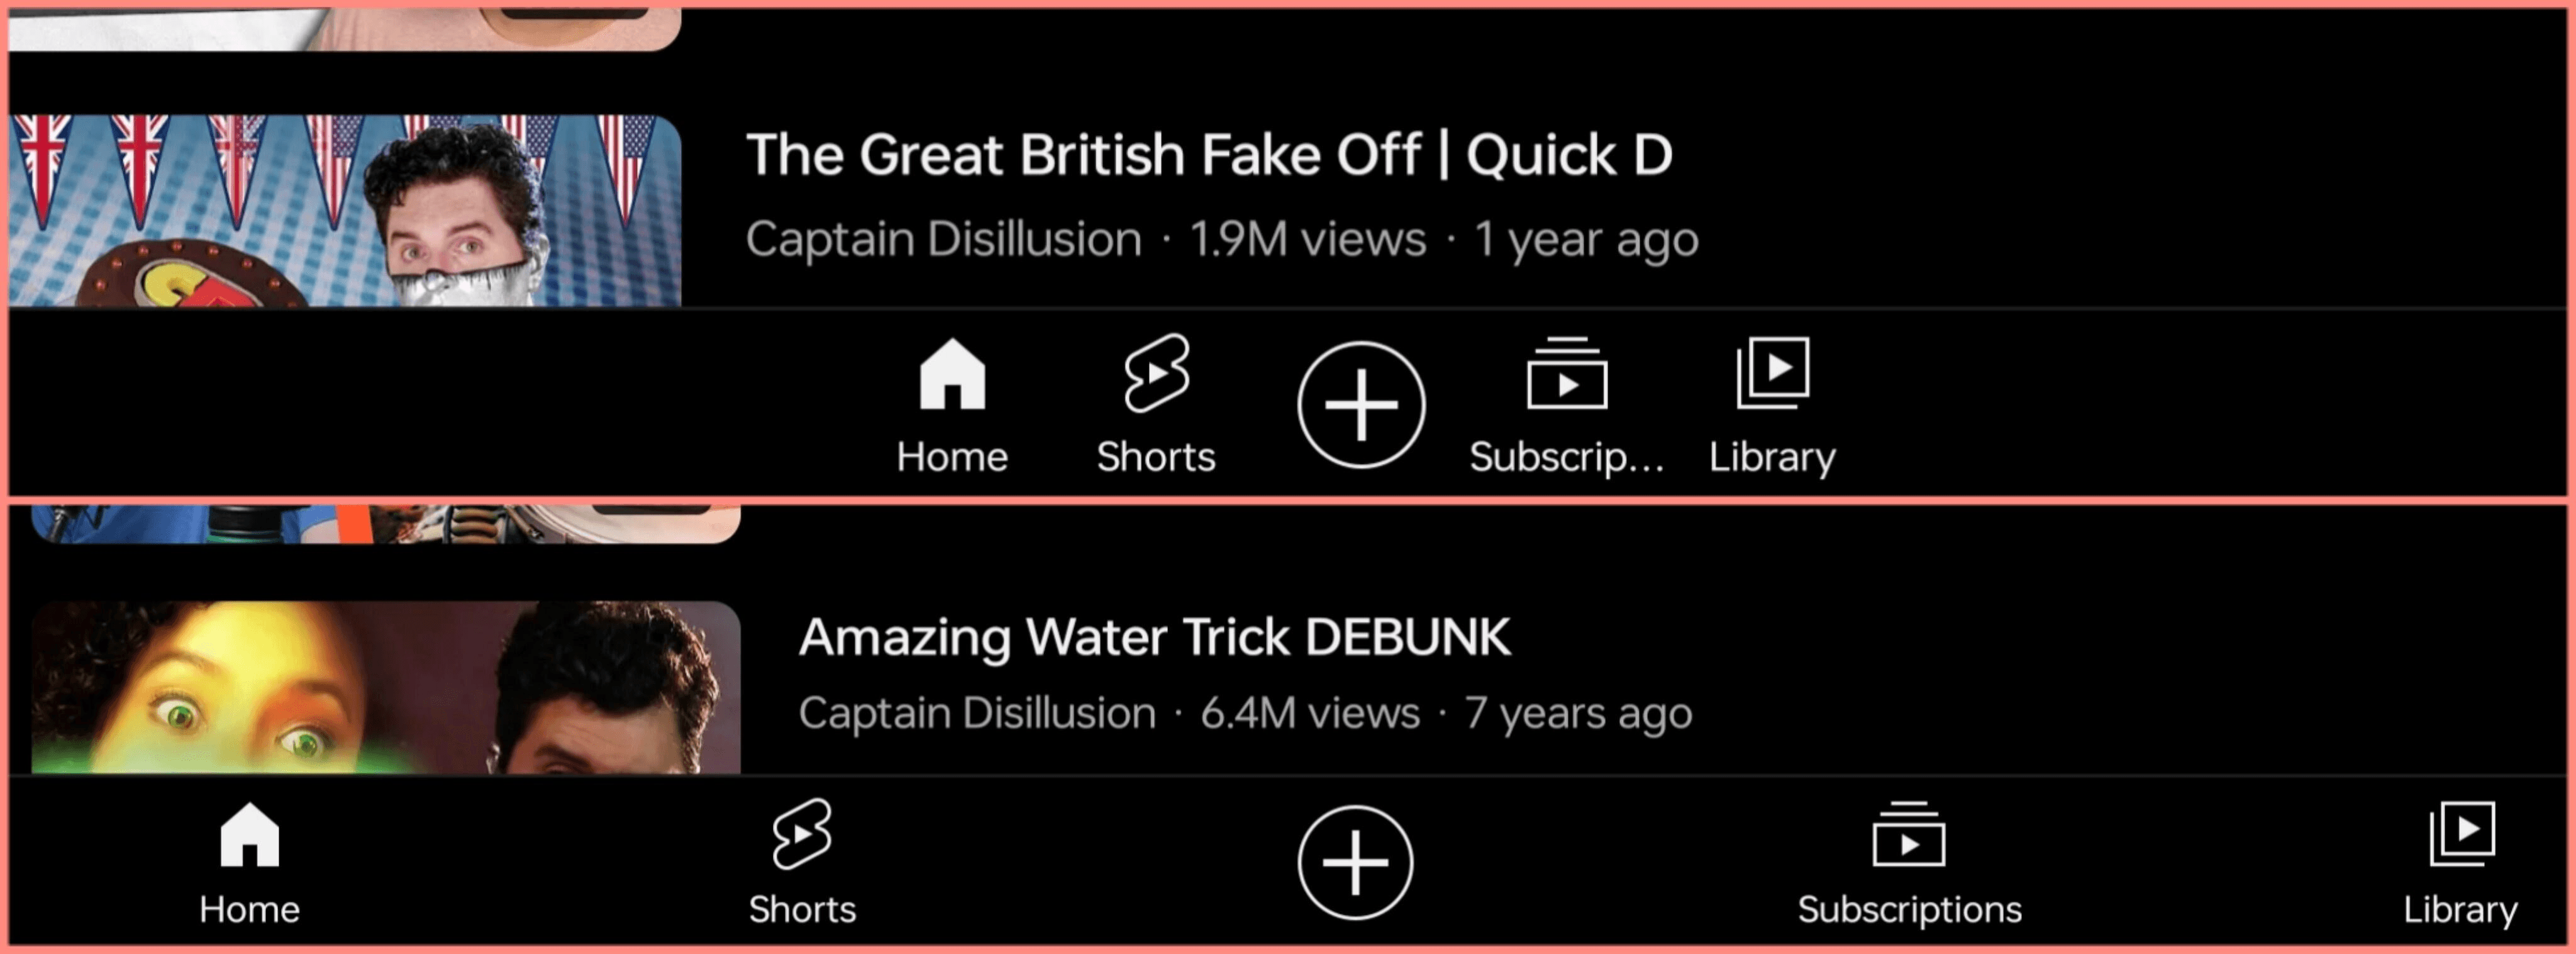 The Great British Fake Off | Quick D
Captain Disillusion · 1.9M views · 1 year ago
Home Shorts Subscrip... Library
Amazing Water Trick DEBUNK
Captain Disillusion · 6.4M views · 7 years ago
Home Shorts Subscriptions Library